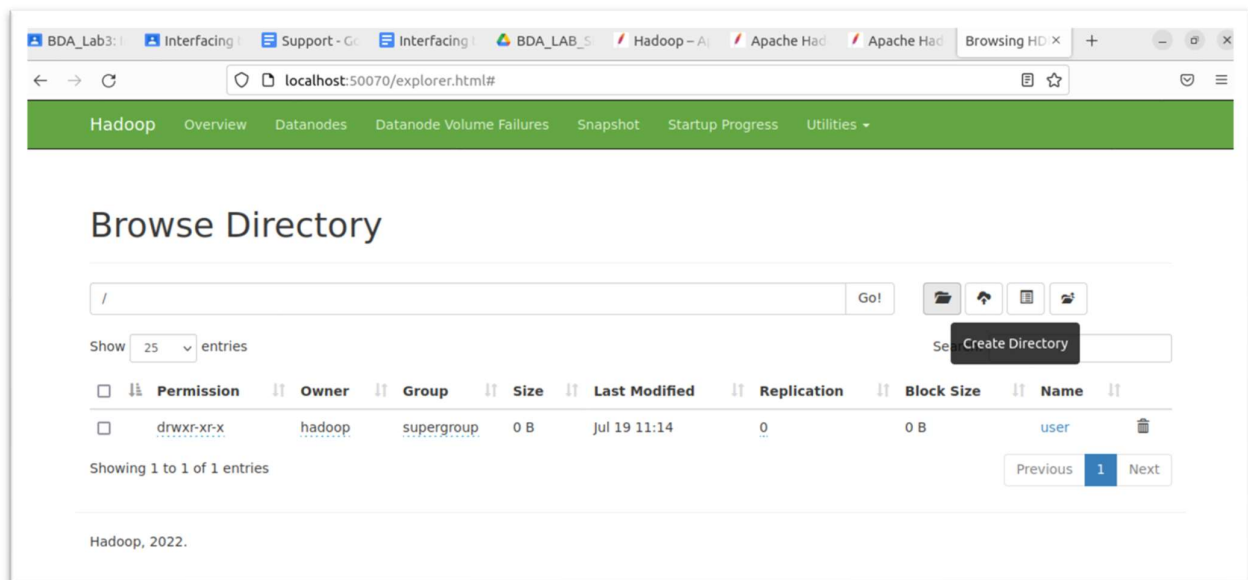 BDA_Lab3: Interfacing Support - Go Interfacing BDA_LAB_S Hadoop – A Apache Had Apache Had Browsing HD × + – ×
localhost:50070/explorer.html#
Hadoop Overview Datanodes Datanode Volume Failures Snapshot Startup Progress Utilities
Browse Directory
/ Go!
Show 25 entries Create Directory
Permission Owner Group Size Last Modified Replication Block Size Name
drwxr-xr-x hadoop supergroup 0 B Jul 19 11:14 0 0 B user
Showing 1 to 1 of 1 entries Previous 1 Next
Hadoop, 2022.